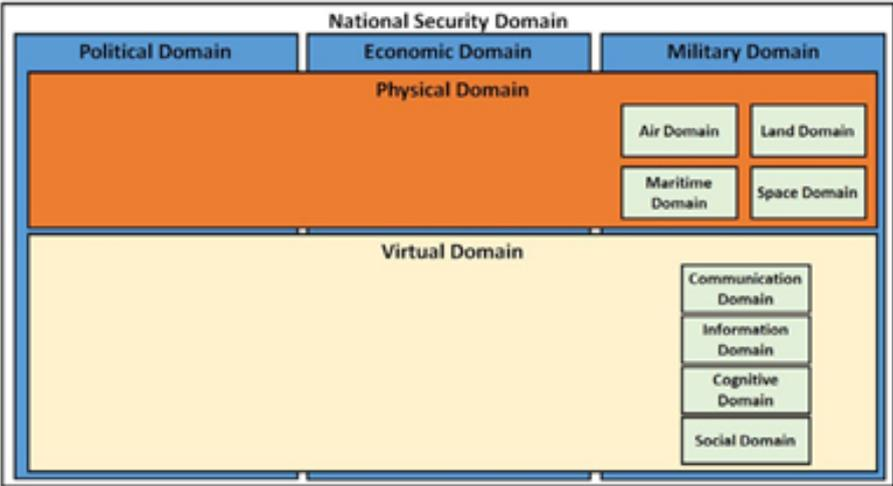 National Security Domain
Political Domain
Economic Domain
Military Domain
Physical Domain
Air Domain
Land Domain
Maritime
Domain
Space Domain
Virtual Domain
Communication
Domain
Information
Domain
Cognitive
Domain
Social Domain